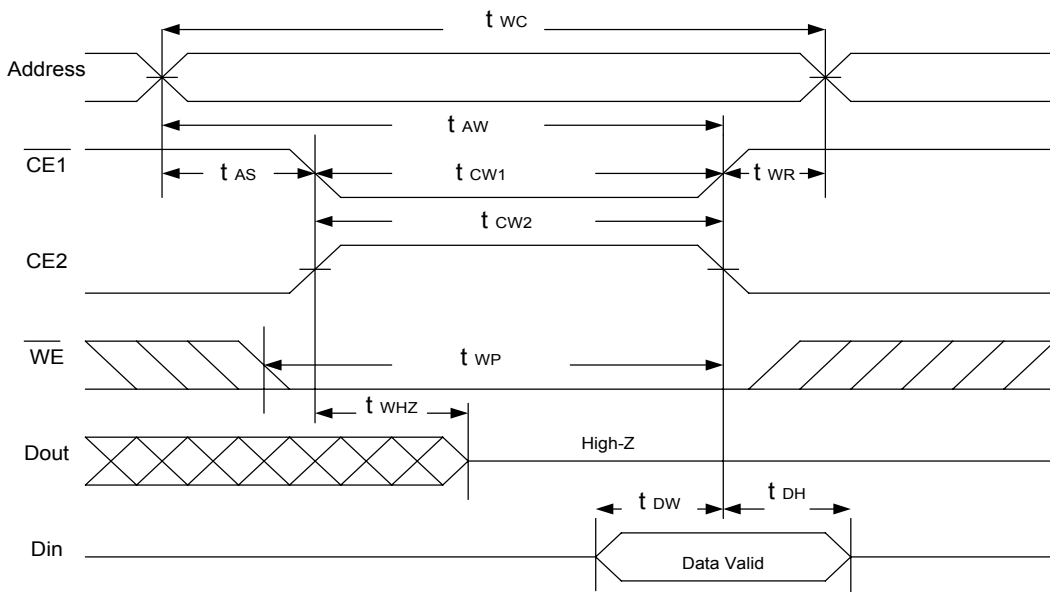 t WC
Address
t AW
CE1
t AS
t CW1
t WR
t CW2
CE2
WE
t WP
t WHZ
Dout
High-Z
t DW
t DH
Din
Data Valid